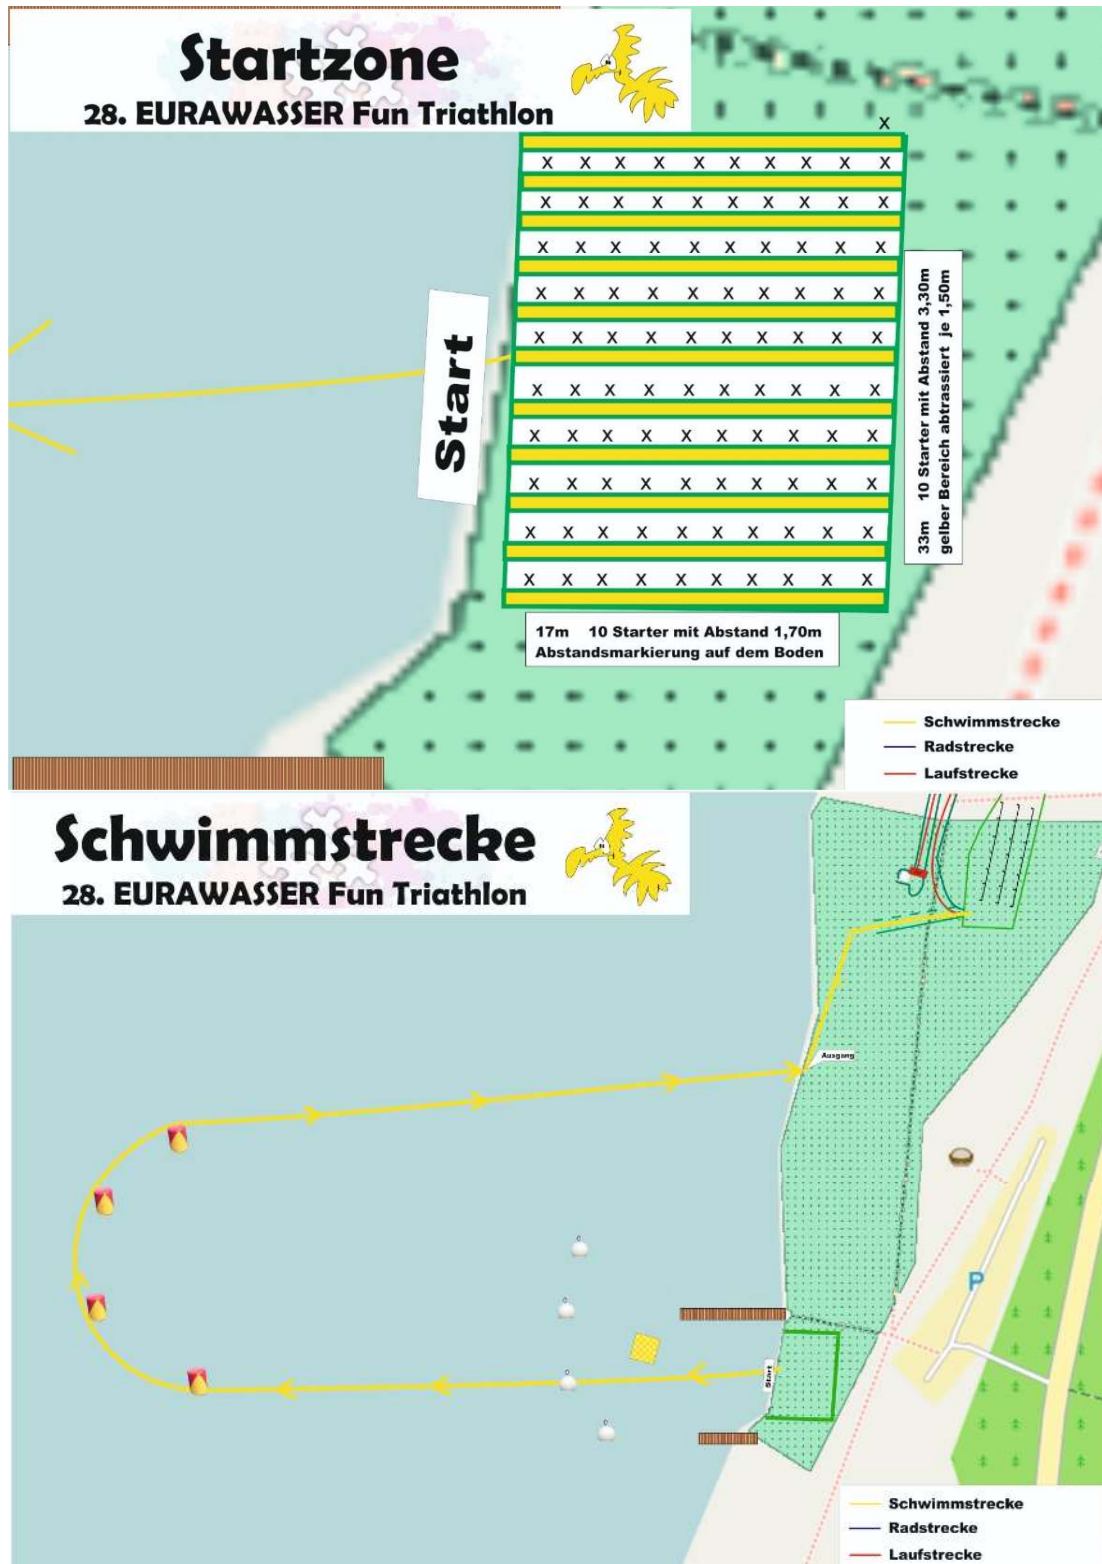 Startzone
28. EURAWASSER Fun Triathlon
X
X X X X X X X X X X
X X X X X X X X X X
X X X X X X X X X X
X X X X X X X X X X
X X X X X X X X X X
X X X X X X X X X X
X X X X X X X X X X
X X X X X X X X X X
X X X X X X X X X X
X X X X X X X X X X
Start
33m 10 Starter mit Abstand 3,30m
gelber Bereich abtrassiert je 1,50m
17m 10 Starter mit Abstand 1,70m
Abstandsmarkierung auf dem Boden
Schwimmstrecke
Radstrecke
Laufstrecke
Schwimmstrecke
28. EURAWASSER Fun Triathlon
Ausgang
P
Start
Schwimmstrecke
Radstrecke
Laufstrecke